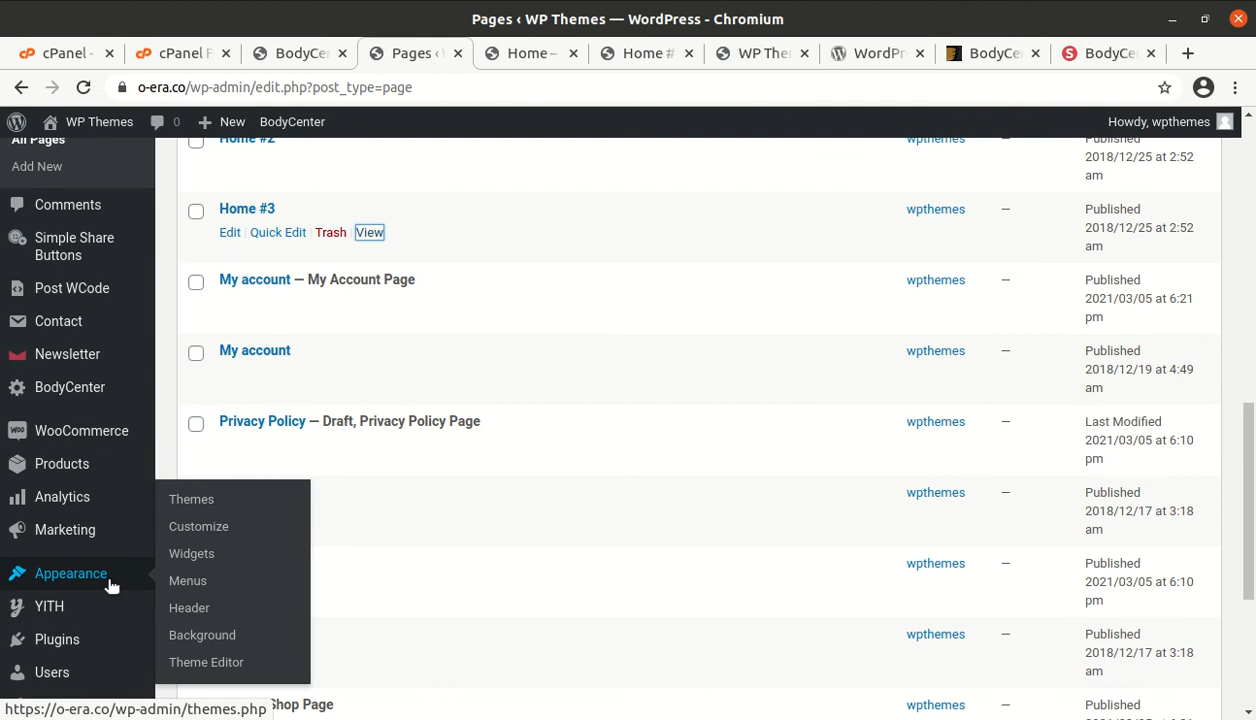 Pages ‹ WP Themes — WordPress - Chromium
cPanel -
cPanel F
BodyCe
Pages ‹
Home –
Home #
WP The
WordPr
BodyCe
BodyCe
o-era.co/wp-admin/edit.php?post_type=page
WP Themes
0
New
BodyCenter
Howdy, wpthemes
All Pages
Add New
Comments
Simple Share
Buttons
Post WCode
Contact
Newsletter
BodyCenter
WooCommerce
Products
Analytics
Marketing
Appearance
YITH
Plugins
Users
Themes
Customize
Widgets
Menus
Header
Background
Theme Editor
Home #2
wpthemes
—
Published
2018/12/25 at 2:52
am
Home #3
Edit | Quick Edit | Trash | View
wpthemes
—
Published
2018/12/25 at 2:52
am
My account — My Account Page
wpthemes
—
Published
2021/03/05 at 6:21
pm
My account
wpthemes
—
Published
2018/12/19 at 4:49
am
Privacy Policy — Draft, Privacy Policy Page
wpthemes
—
Last Modified
2021/03/05 at 6:10
pm
wpthemes
—
Published
2018/12/17 at 3:18
am
wpthemes
—
Published
2021/03/05 at 6:10
pm
wpthemes
—
Published
2018/12/17 at 3:18
am
Shop Page
wpthemes
—
Published
https://o-era.co/wp-admin/themes.php